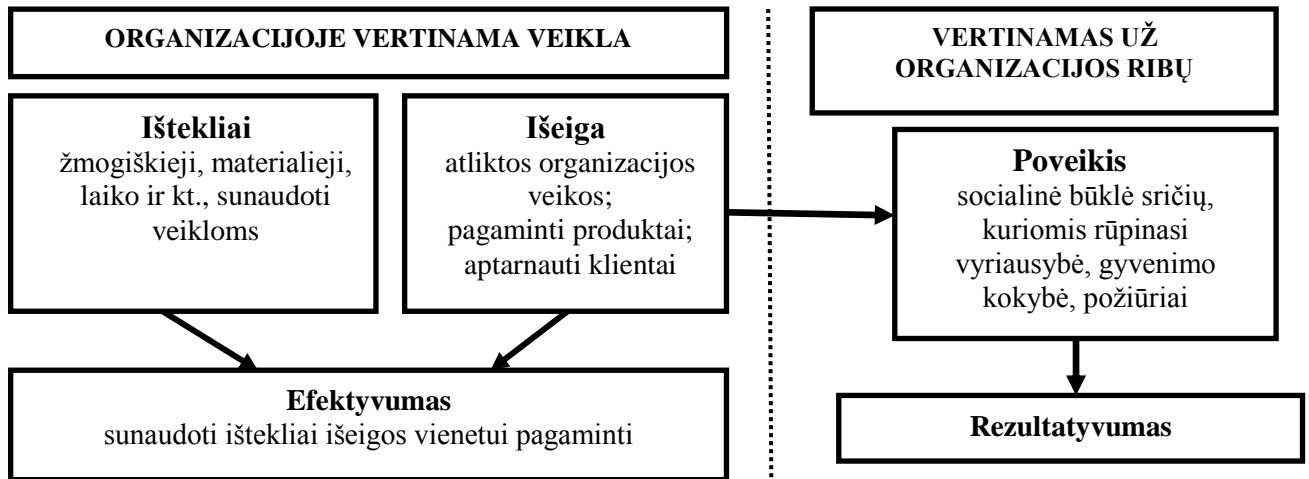 ORGANIZACIJOJE VERTINAMA VEIKLA
VERTINAMAS UŽ
ORGANIZACIJOS RIBŲ
Ištekliai
žmogiškieji, materialieji,
laiko ir kt., sunaudoti
veikloms
Išeiga
atliktos organizacijos
veikos;
pagaminti produktai;
aptarnauti klientai
Poveikis
socialinė būklė sričių,
kuriomis rūpinasi
vyriausybė, gyvenimo
kokybė, požiūriai
Efektyvumas
sunaudoti ištekliai išeigos vienetui pagaminti
Rezultatyvumas